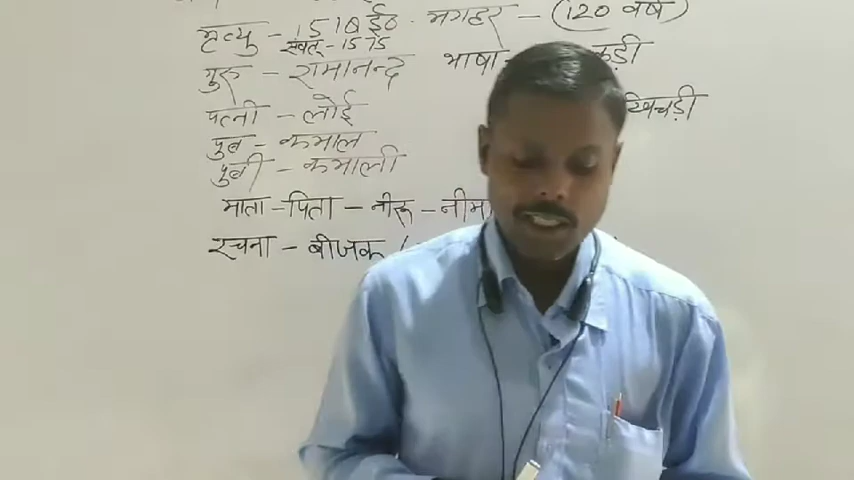 मृत्यु - 1518 ई० मगहर - (120 वर्ष)
संवत् - 1575
गुरु - रामानन्द भाषा -
पत्नी - लोई खिचड़ी
पुत्र - कमाल
पुत्री - कमाली
माता - पिता - नीरू - नीमा
रचना - बीजक